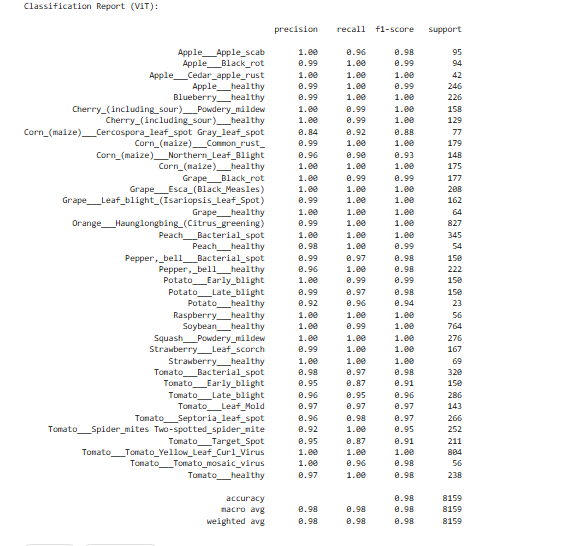 Classification Report (ViT):
precision recall f1-score support
Apple___Apple_scab 1.00 0.96 0.98 95
Apple___Black_rot 0.99 1.00 0.99 94
Apple___Cedar_apple_rust 1.00 1.00 1.00 42
Apple___healthy 0.99 1.00 0.99 246
Blueberry___healthy 0.99 1.00 1.00 226
Cherry_(including_sour)___Powdery_mildew 1.00 0.99 1.00 158
Cherry_(including_sour)___healthy 0.99 1.00 1.00 129
Corn_(maize)___Cercospora_leaf_spot Gray_leaf_spot 0.84 0.92 0.88 77
Corn_(maize)___Common_rust_ 0.99 1.00 1.00 179
Corn_(maize)___Northern_Leaf_Blight 0.96 0.90 0.93 148
Corn_(maize)___healthy 1.00 1.00 1.00 175
Grape___Black_rot 1.00 0.99 0.99 177
Grape___Esca_(Black_Measles) 1.00 1.00 1.00 208
Grape___Leaf_blight_(Isariopsis_Leaf_Spot) 0.99 1.00 1.00 162
Grape___healthy 1.00 1.00 1.00 64
Orange___Haunglongbing_(Citrus_greening) 0.99 1.00 1.00 827
Peach___Bacterial_spot 1.00 1.00 1.00 345
Peach___healthy 0.98 1.00 0.99 54
Pepper,_bell___Bacterial_spot 0.99 0.97 0.98 150
Pepper,_bell___healthy 0.96 1.00 0.98 222
Potato___Early_blight 1.00 0.99 0.99 150
Potato___Late_blight 0.99 0.97 0.98 150
Potato___healthy 0.92 0.96 0.94 23
Raspberry___healthy 1.00 1.00 1.00 56
Soybean___healthy 1.00 0.99 1.00 764
Squash___Powdery_mildew 1.00 1.00 1.00 276
Strawberry___Leaf_scorch 0.99 1.00 1.00 167
Strawberry___healthy 1.00 1.00 1.00 69
Tomato___Bacterial_spot 0.98 0.97 0.98 320
Tomato___Early_blight 0.95 0.87 0.91 150
Tomato___Late_blight 0.96 0.95 0.96 286
Tomato___Leaf_Mold 0.97 0.97 0.97 143
Tomato___Septoria_leaf_spot 0.96 0.98 0.97 266
Tomato___Spider_mites Two-spotted_spider_mite 0.92 1.00 0.95 252
Tomato___Target_Spot 0.95 0.87 0.91 211
Tomato___Tomato_Yellow_Leaf_Curl_Virus 1.00 1.00 1.00 804
Tomato___Tomato_mosaic_virus 1.00 0.96 0.98 56
Tomato___healthy 0.97 1.00 0.98 238
accuracy 0.98 8159
macro avg 0.98 0.98 0.98 8159
weighted avg 0.98 0.98 0.98 8159